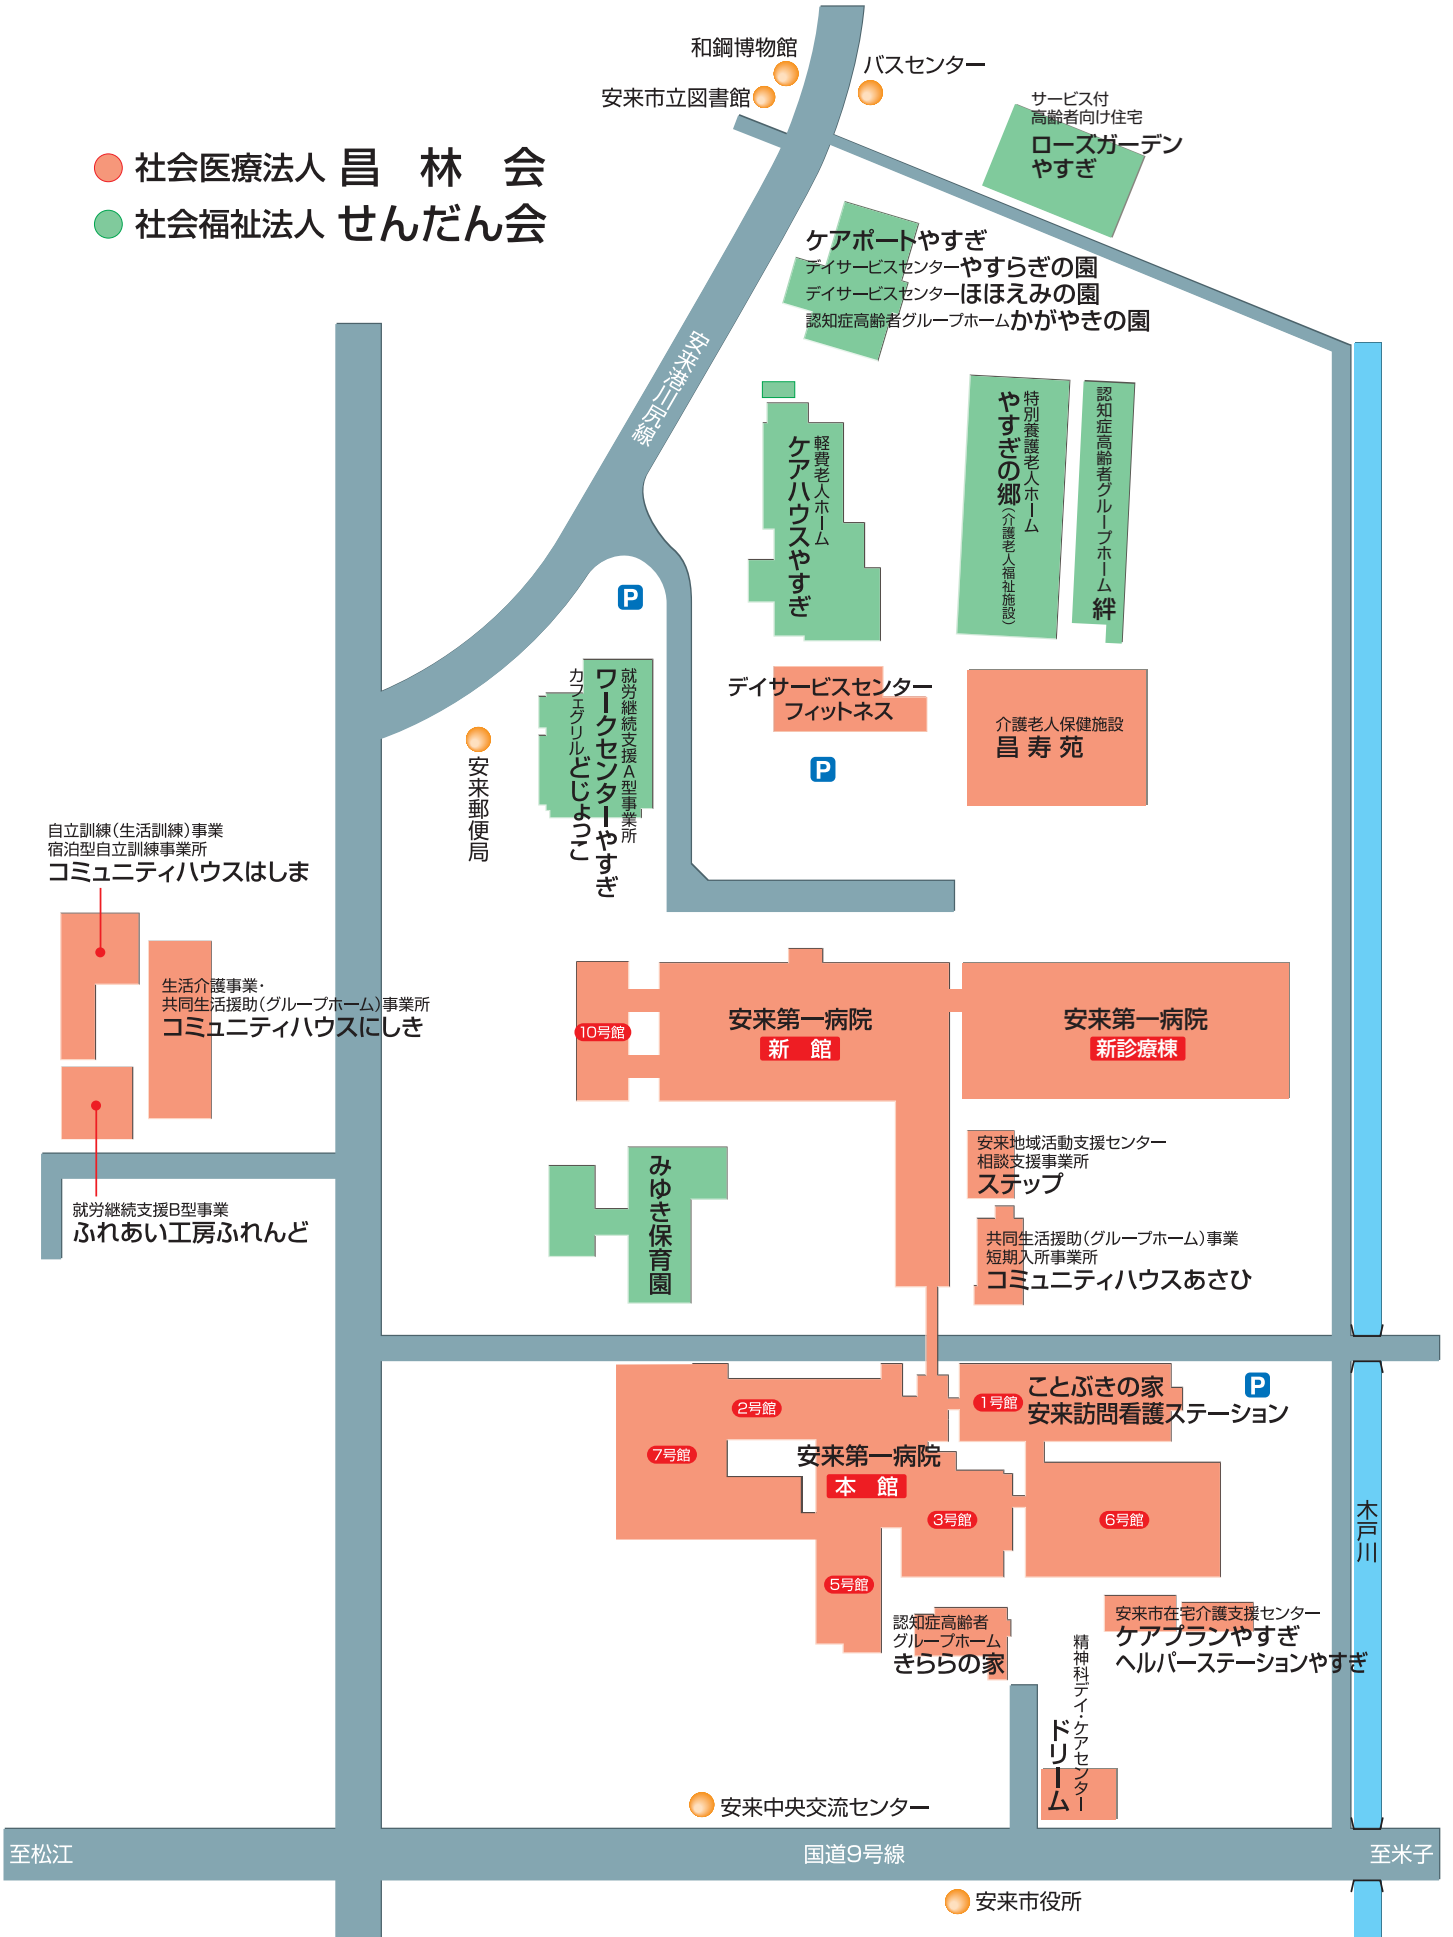 和鋼博物館
安来市立図書館
バスセンター
社会医療法人 昌 林 会
社会福祉法人 せんだん会
サービス付
高齢者向け住宅
ローズガーデン
やすぎ
ケアポートやすぎ
デイサービスセンターやすらぎの園
デイサービスセンターほほえみの園
認知症高齢者グループホームかがやきの園
安来港川尻線
軽費老人ホーム
ケアハウスやすぎ
特別養護老人ホーム
やすぎの郷(介護老人福祉施設)
認知症高齢者グループホーム 絆
P
就労継続支援A型事業所
ワークセンターやすぎ
カフェグリルどじょっこ
デイサービスセンター
フィットネス
P
介護老人保健施設
昌寿苑
安来郵便局
自立訓練(生活訓練)事業
宿泊型自立訓練事業所
コミュニティハウスはしま
生活介護事業・
共同生活援助(グループホーム)事業所
コミュニティハウスにしき
就労継続支援B型事業
ふれあい工房ふれんど
10号館
安来第一病院
新 館
安来第一病院
新診療棟
みゆき保育園
安来地域活動支援センター
相談支援事業所
ステップ
共同生活援助(グループホーム)事業
短期入所事業所
コミュニティハウスあさひ
2号館
7号館
安来第一病院
本 館
1号館
ことぶきの家
安来訪問看護ステーション
P
3号館
6号館
5号館
木戸川
認知症高齢者
グループホーム
きららの家
安来市在宅介護支援センター
ケアプランやすぎ
ヘルパーステーションやすぎ
精神科デイ・ケアセンター
ドリーム
安来中央交流センター
至松江
国道9号線
至米子
安来市役所